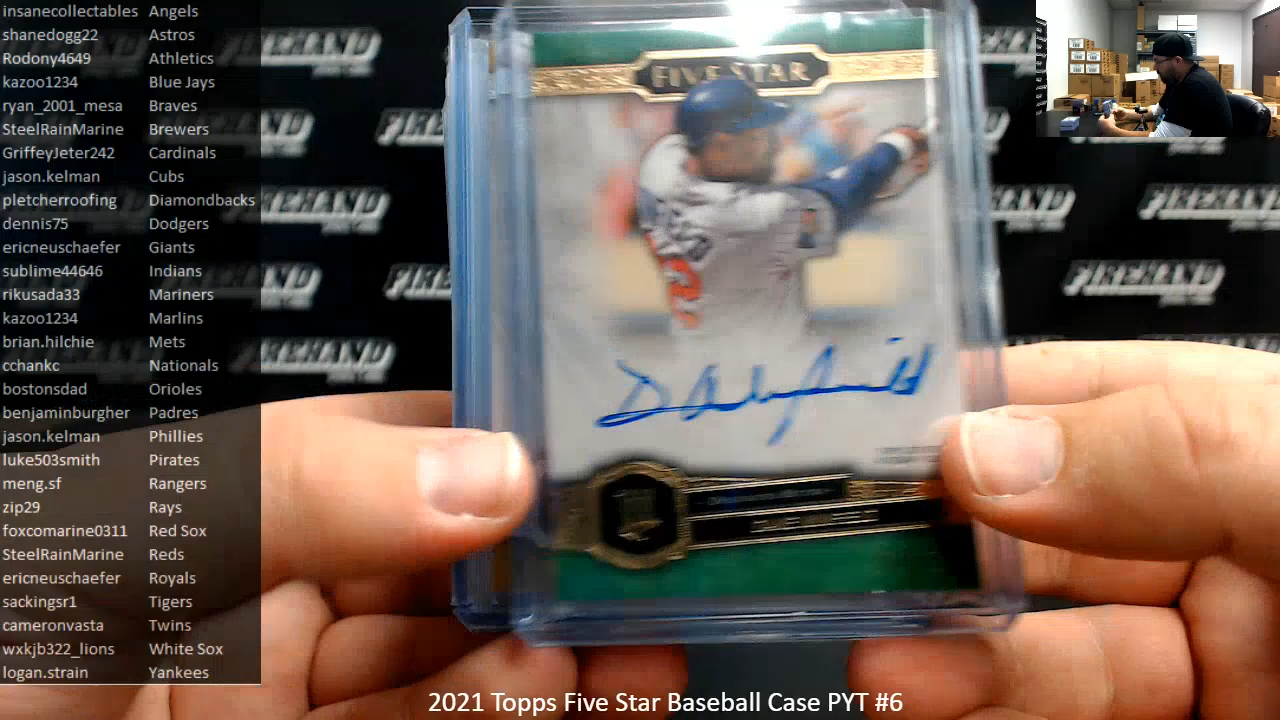 insanecollectables Angels
shanedogg22 Astros
Rodony4649 Athletics
kazoo1234 Blue Jays
ryan_2001_mesa Braves
SteelRainMarine Brewers
GriffeyJeter242 Cardinals
jason.kelman Cubs
pletcherroofing Diamondbacks
dennis75 Dodgers
ericneuschaefer Giants
sublime44646 Indians
rikusada33 Mariners
kazoo1234 Marlins
brian.hilchie Mets
cchankc Nationals
bostonsdad Orioles
benjaminburgher Padres
jason.kelman Phillies
luke503smith Pirates
meng.sf Rangers
zip29 Rays
foxcomarine0311 Red Sox
SteelRainMarine Reds
ericneuschaefer Royals
sackingsr1 Tigers
cameronvasta Twins
wxkjb322_lions White Sox
logan.strain Yankees
FIVE STAR
FIREHAND
FIREHAND
FIREHAND
FIREHAND
2021 Topps Five Star Baseball Case PYT #6